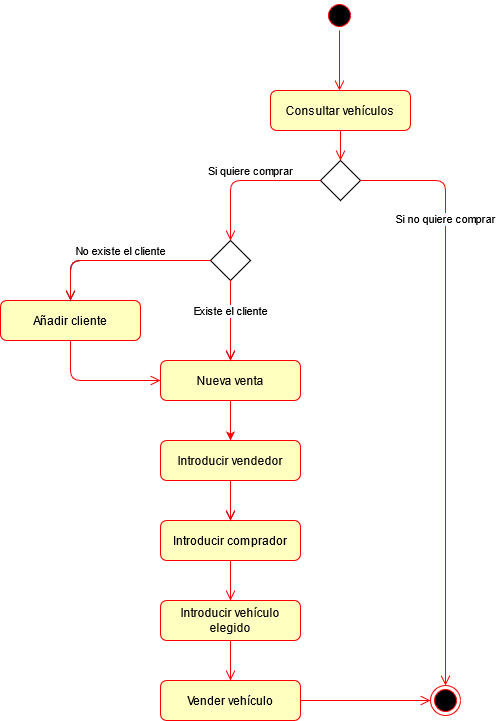 Consultar vehículos
Si quiere comprar
Si no quiere comprar
No existe el cliente
Existe el cliente
Añadir cliente
Nueva venta
Introducir vendedor
Introducir comprador
Introducir vehículo
elegido
Vender vehículo